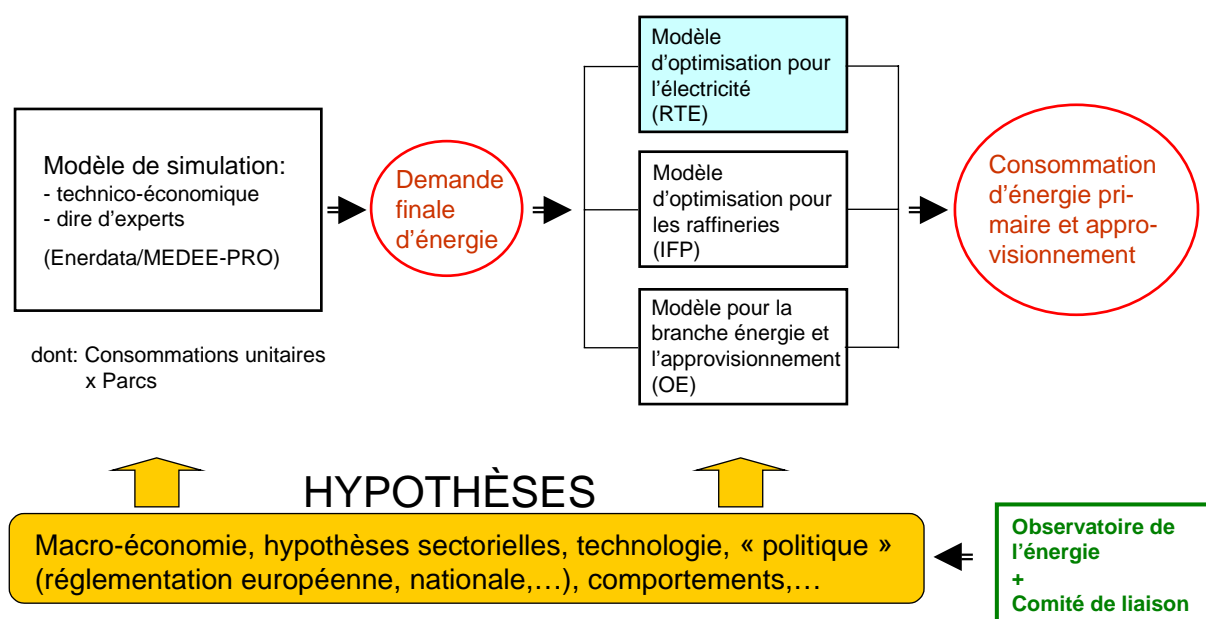 Modèle de simulation:
- technico-économique
- dire d'experts
(Enerdata/MEDEE-PRO)
dont: Consommations unitaires
x Parcs
Demande
finale
d'énergie
Modèle
d'optimisation pour
l'électricité
(RTE)
Modèle
d'optimisation pour
les raffineries
(IFP)
Modèle pour la
branche énergie et
l'approvisionnement
(OE)
Consommation
d'énergie pri-
maire et appro-
visionnement
HYPOTHÈSES
Macro-économie, hypothèses sectorielles, technologie, « politique »
(réglementation européenne, nationale,…), comportements,…
Observatoire de
l'énergie
+
Comité de liaison